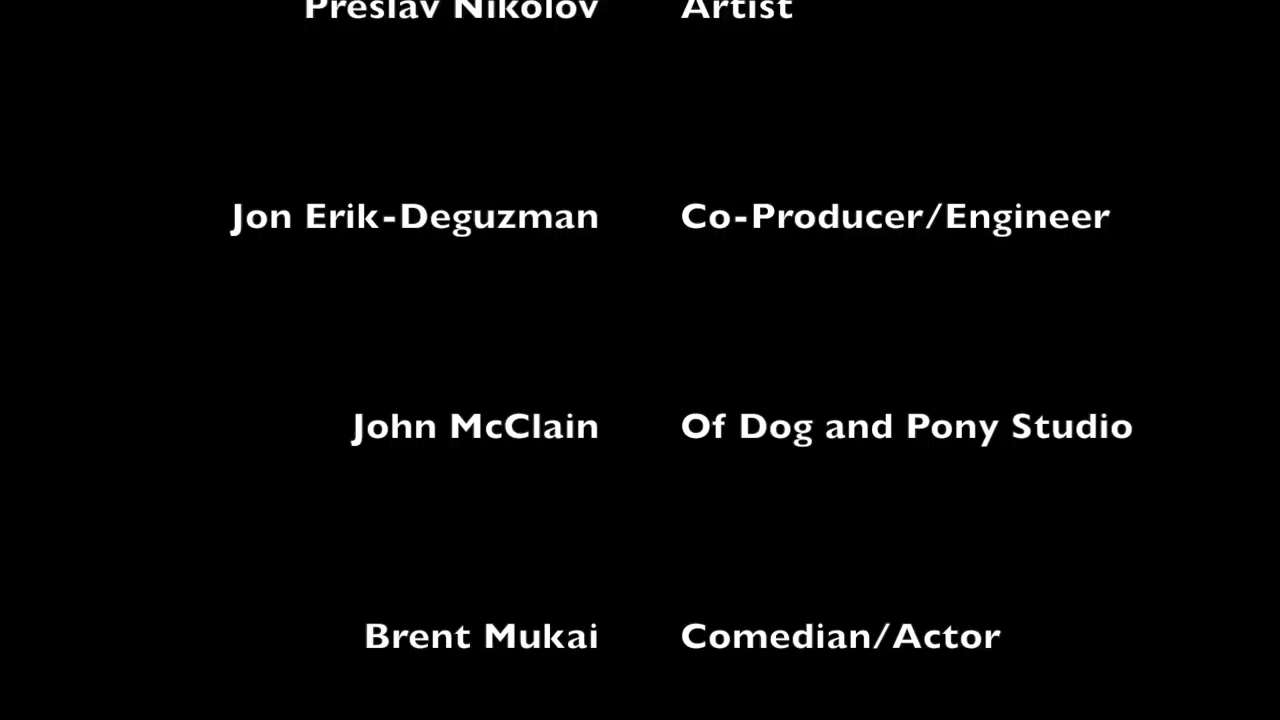 Preslav Nikolov Artist
Jon Erik-Deguzman Co-Producer/Engineer
John McClain Of Dog and Pony Studio
Brent Mukai Comedian/Actor